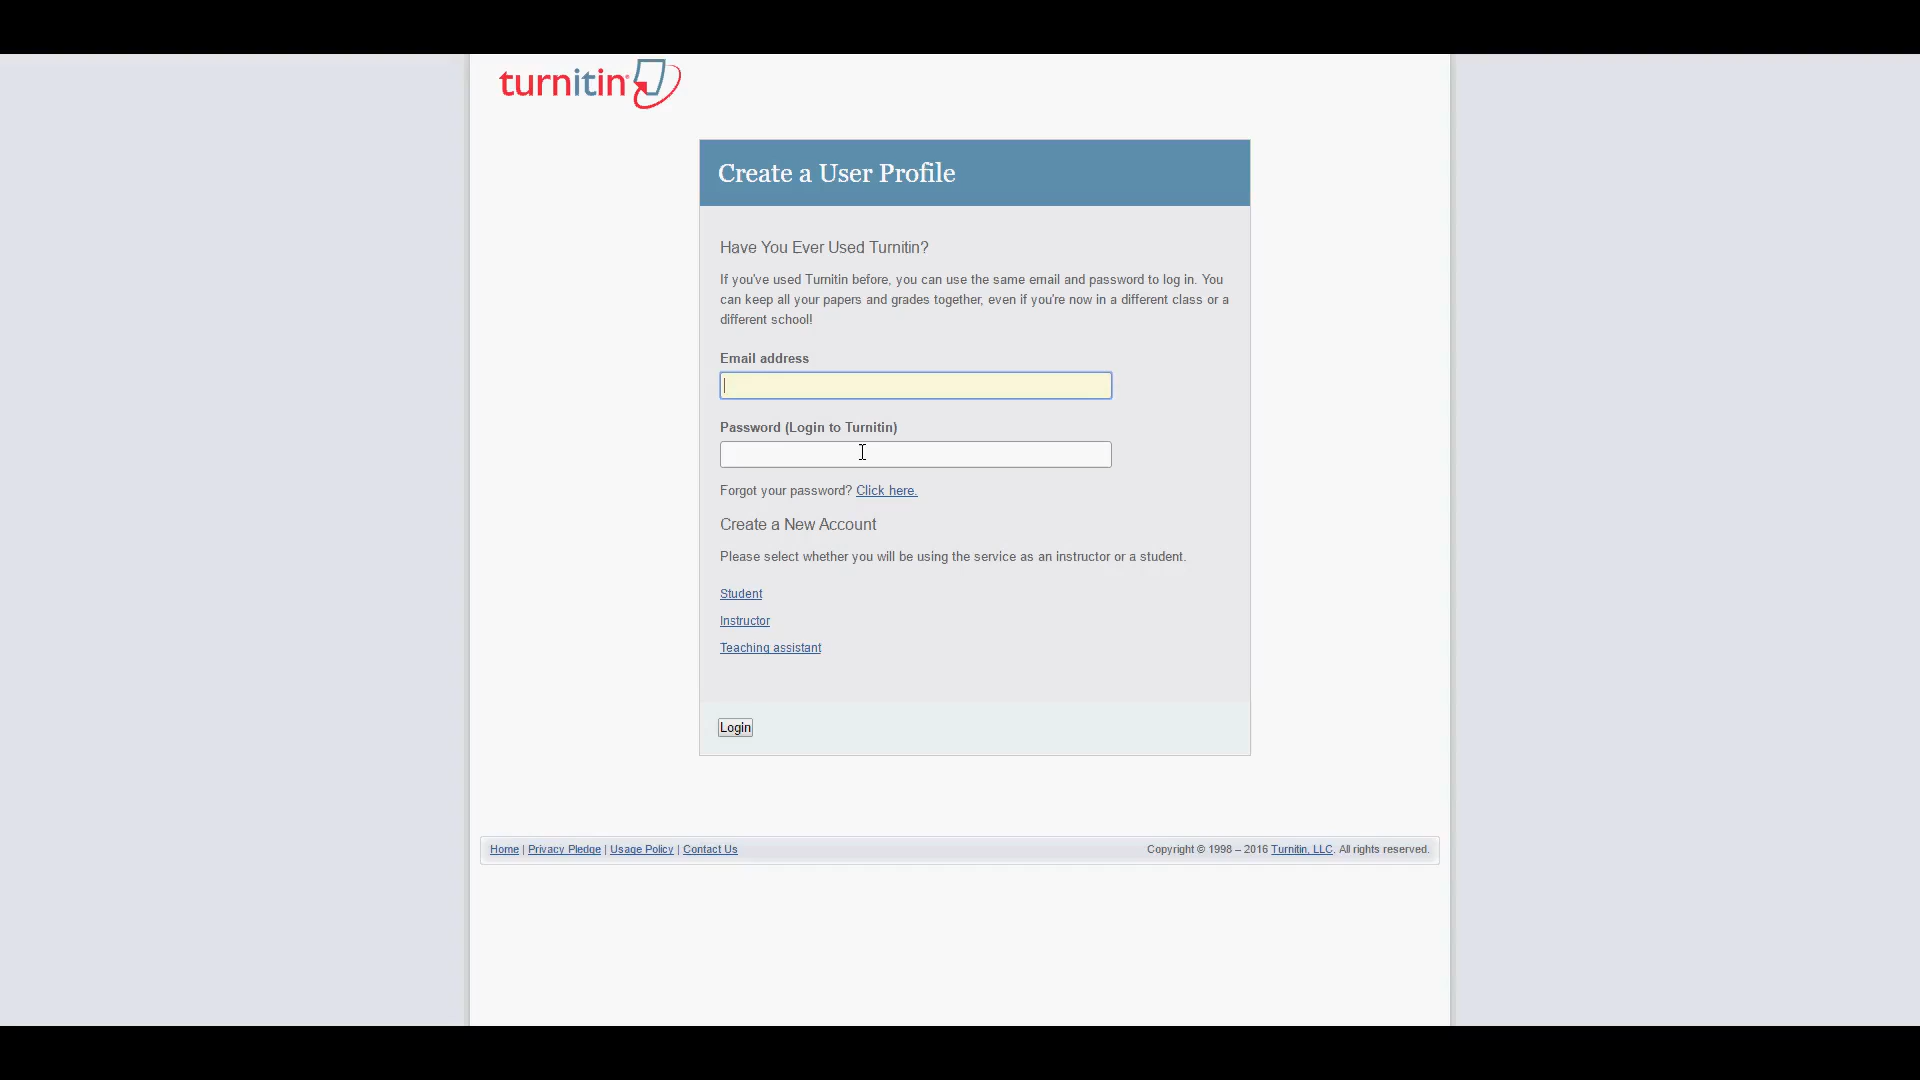 turnitin
Create a User Profile
Have You Ever Used Turnitin?
If you've used Turnitin before, you can use the same email and password to log in. You
can keep all your papers and grades together, even if you're now in a different class or a
different school!
Email address
Password (Login to Turnitin)
Forgot your password? Click here.
Create a New Account
Please select whether you will be using the service as an instructor or a student.
Student
Instructor
Teaching assistant
Login
Home | Privacy Pledge | Usage Policy | Contact Us
Copyright © 1998 – 2016 Turnitin, LLC. All rights reserved.